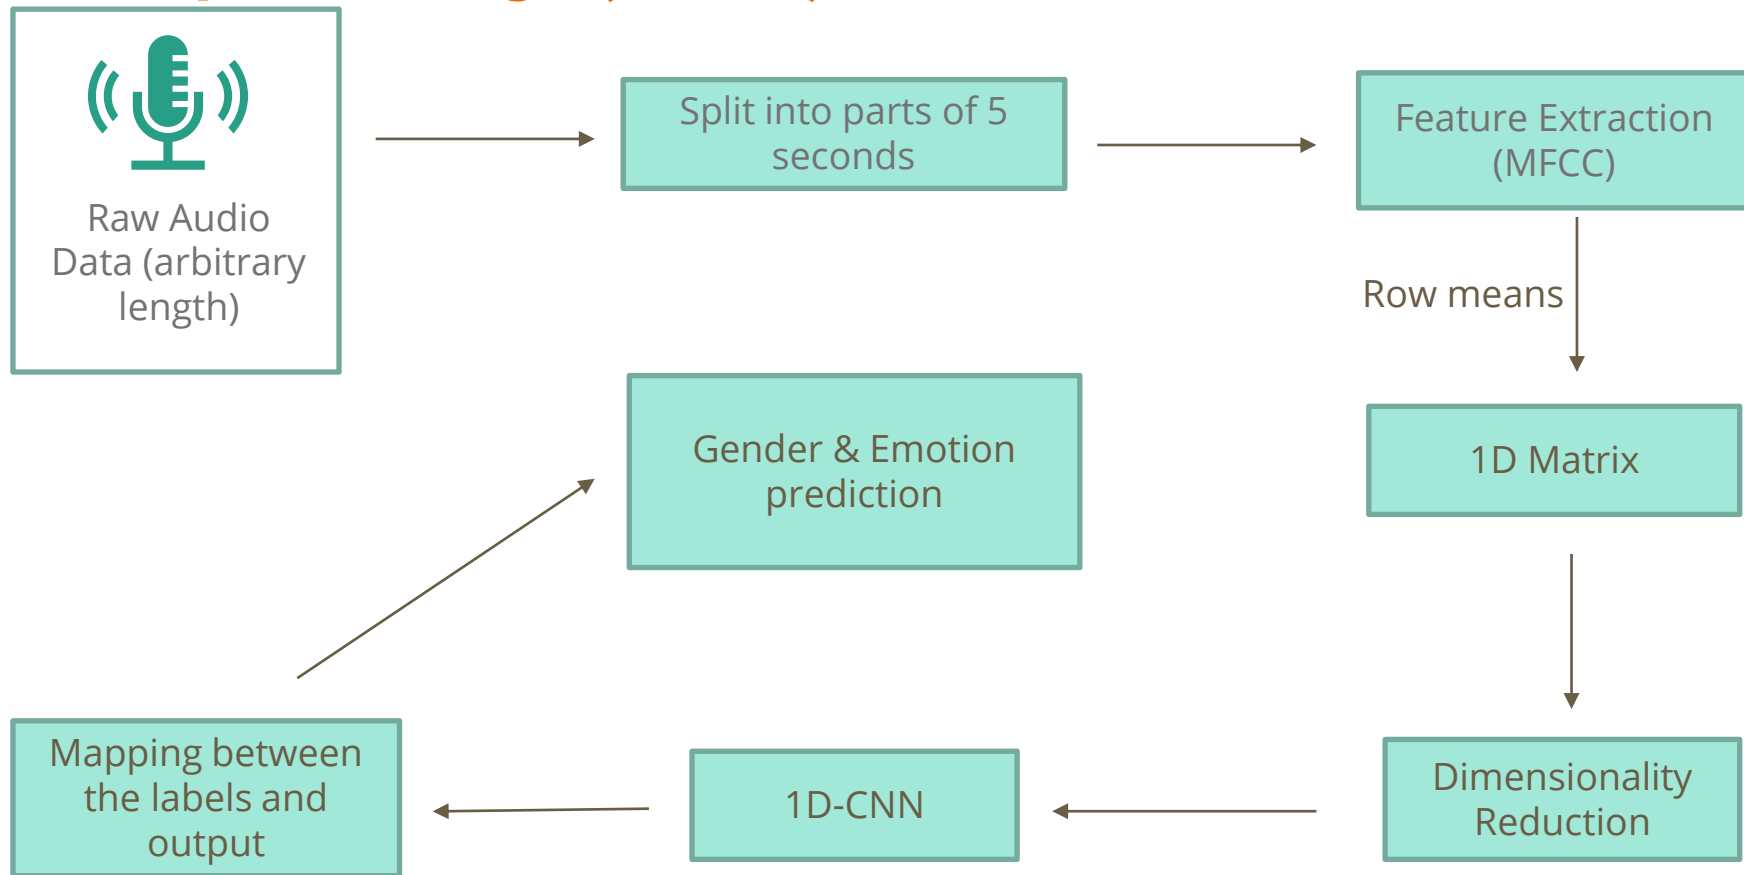 Raw Audio
Data (arbitrary
length)
Split into parts of 5
seconds
Feature Extraction
(MFCC)
Row means
1D Matrix
Dimensionality
Reduction
1D-CNN
Mapping between
the labels and
output
Gender & Emotion
prediction